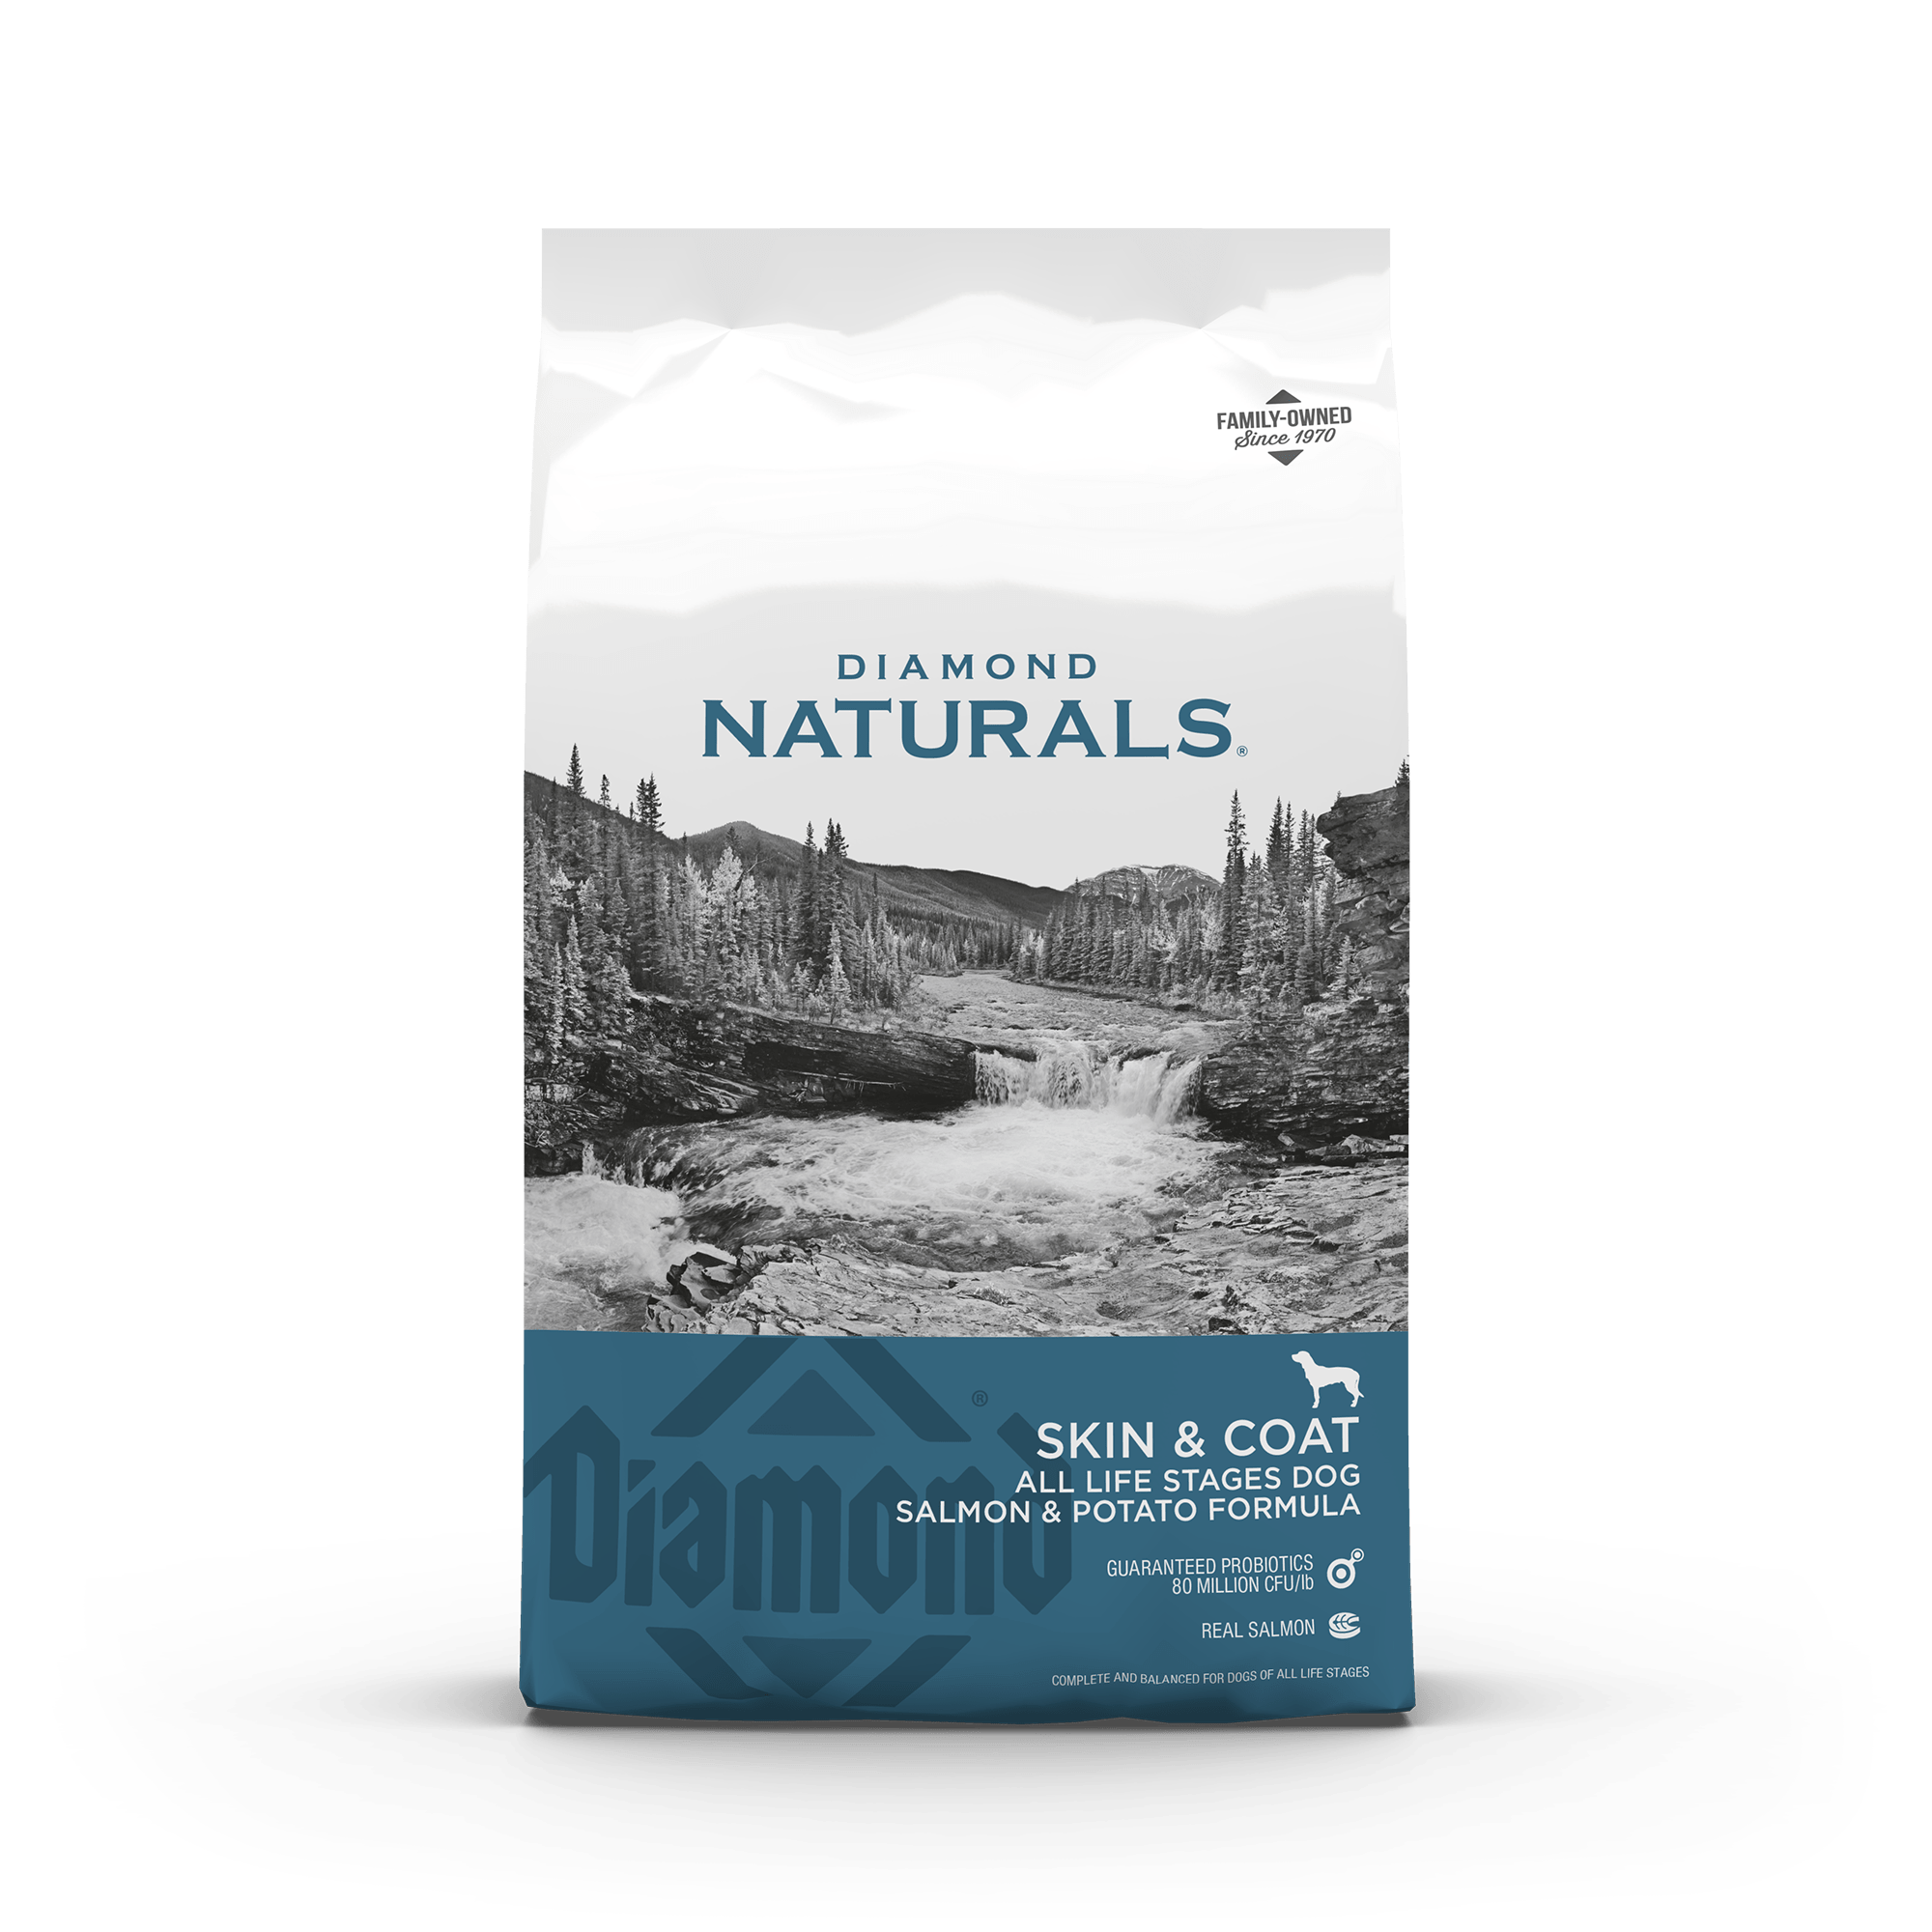 FAMILY-OWNED
Since 1970
DIAMOND
NATURALS®
Diamond®
SKIN & COAT
ALL LIFE STAGES DOG
SALMON & POTATO FORMULA
GUARANTEED PROBIOTICS
80 MILLION CFU/lb
REAL SALMON
COMPLETE AND BALANCED FOR DOGS OF ALL LIFE STAGES